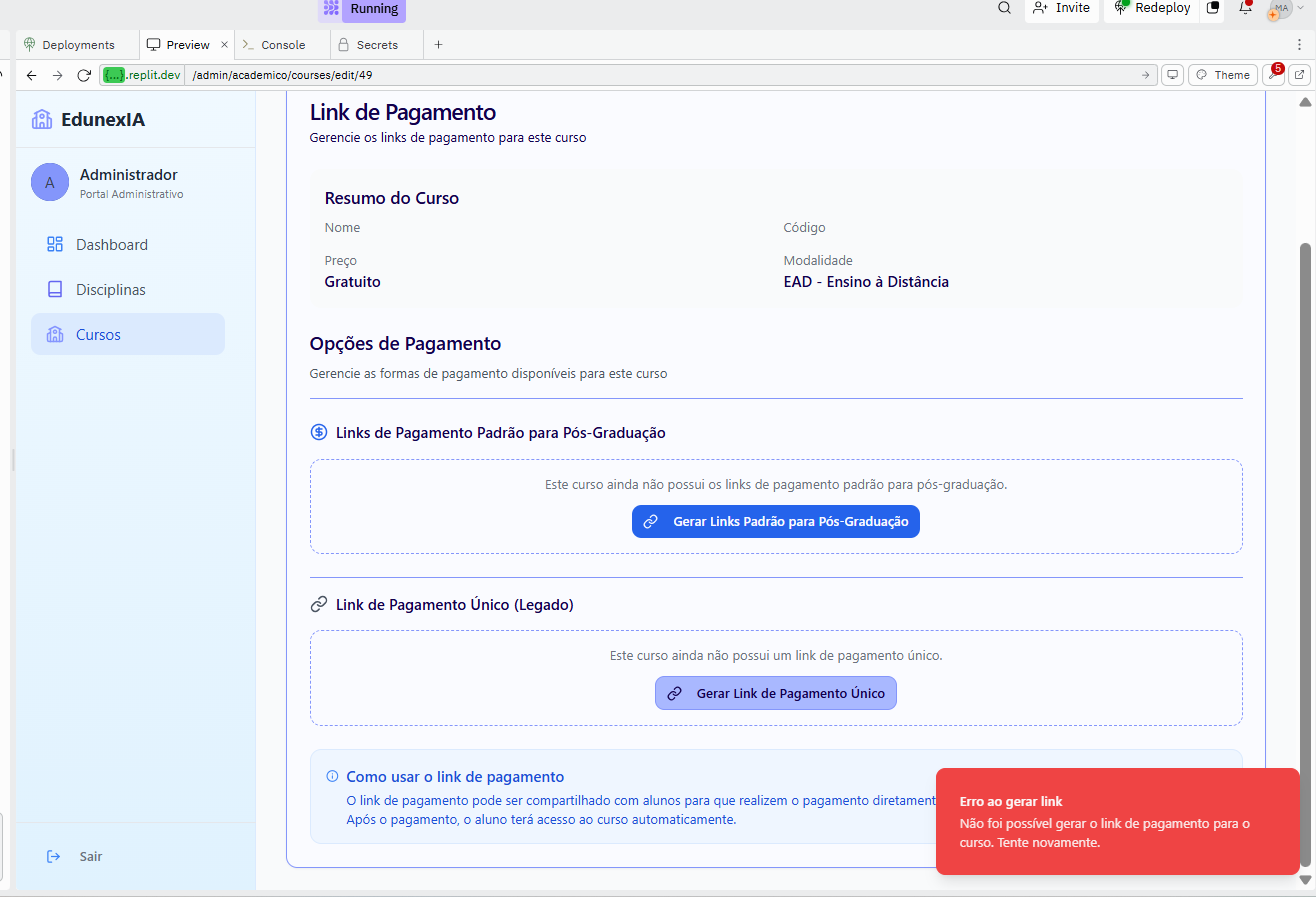 Running
Invite
Redeploy
MA
Deployments
Preview
Console
Secrets
{...}.replit.dev
/admin/academico/courses/edit/49
Theme
5
EdunexIA
A
Administrador
Portal Administrativo
Dashboard
Disciplinas
Cursos
Sair
Link de Pagamento
Gerencie os links de pagamento para este curso
Resumo do Curso
Nome
Código
Preço
Modalidade
Gratuito
EAD - Ensino à Distância
Opções de Pagamento
Gerencie as formas de pagamento disponíveis para este curso
Links de Pagamento Padrão para Pós-Graduação
Este curso ainda não possui os links de pagamento padrão para pós-graduação.
Gerar Links Padrão para Pós-Graduação
Link de Pagamento Único (Legado)
Este curso ainda não possui um link de pagamento único.
Gerar Link de Pagamento Único
Como usar o link de pagamento
O link de pagamento pode ser compartilhado com alunos para que realizem o pagamento diretament
Após o pagamento, o aluno terá acesso ao curso automaticamente.
Erro ao gerar link
Não foi possível gerar o link de pagamento para o
curso. Tente novamente.